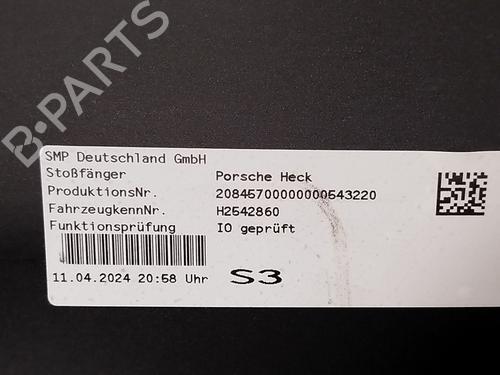 B-PARTS
SMP Deutschland GmbH
Stoßfänger Porsche Heck
ProduktionsNr. 20845700000000543220
FahrzeugkennNr. H2542860
Funktionsprüfung IO geprüft
11.04.2024 20:58 Uhr S3